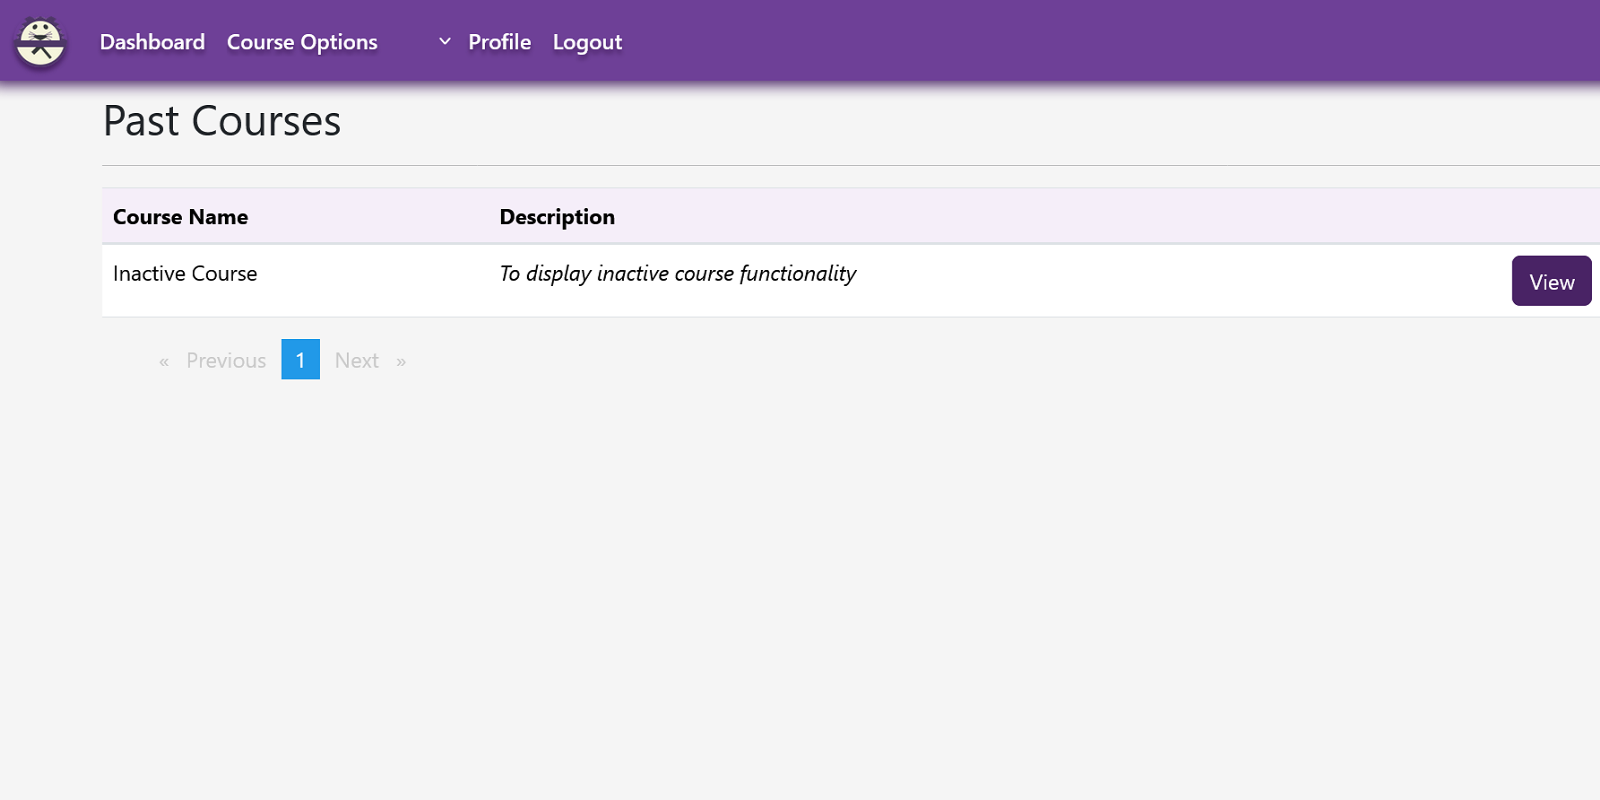 Dashboard Course Options Profile Logout
Past Courses
Course Name Description
Inactive Course To display inactive course functionality View
« Previous 1 Next »